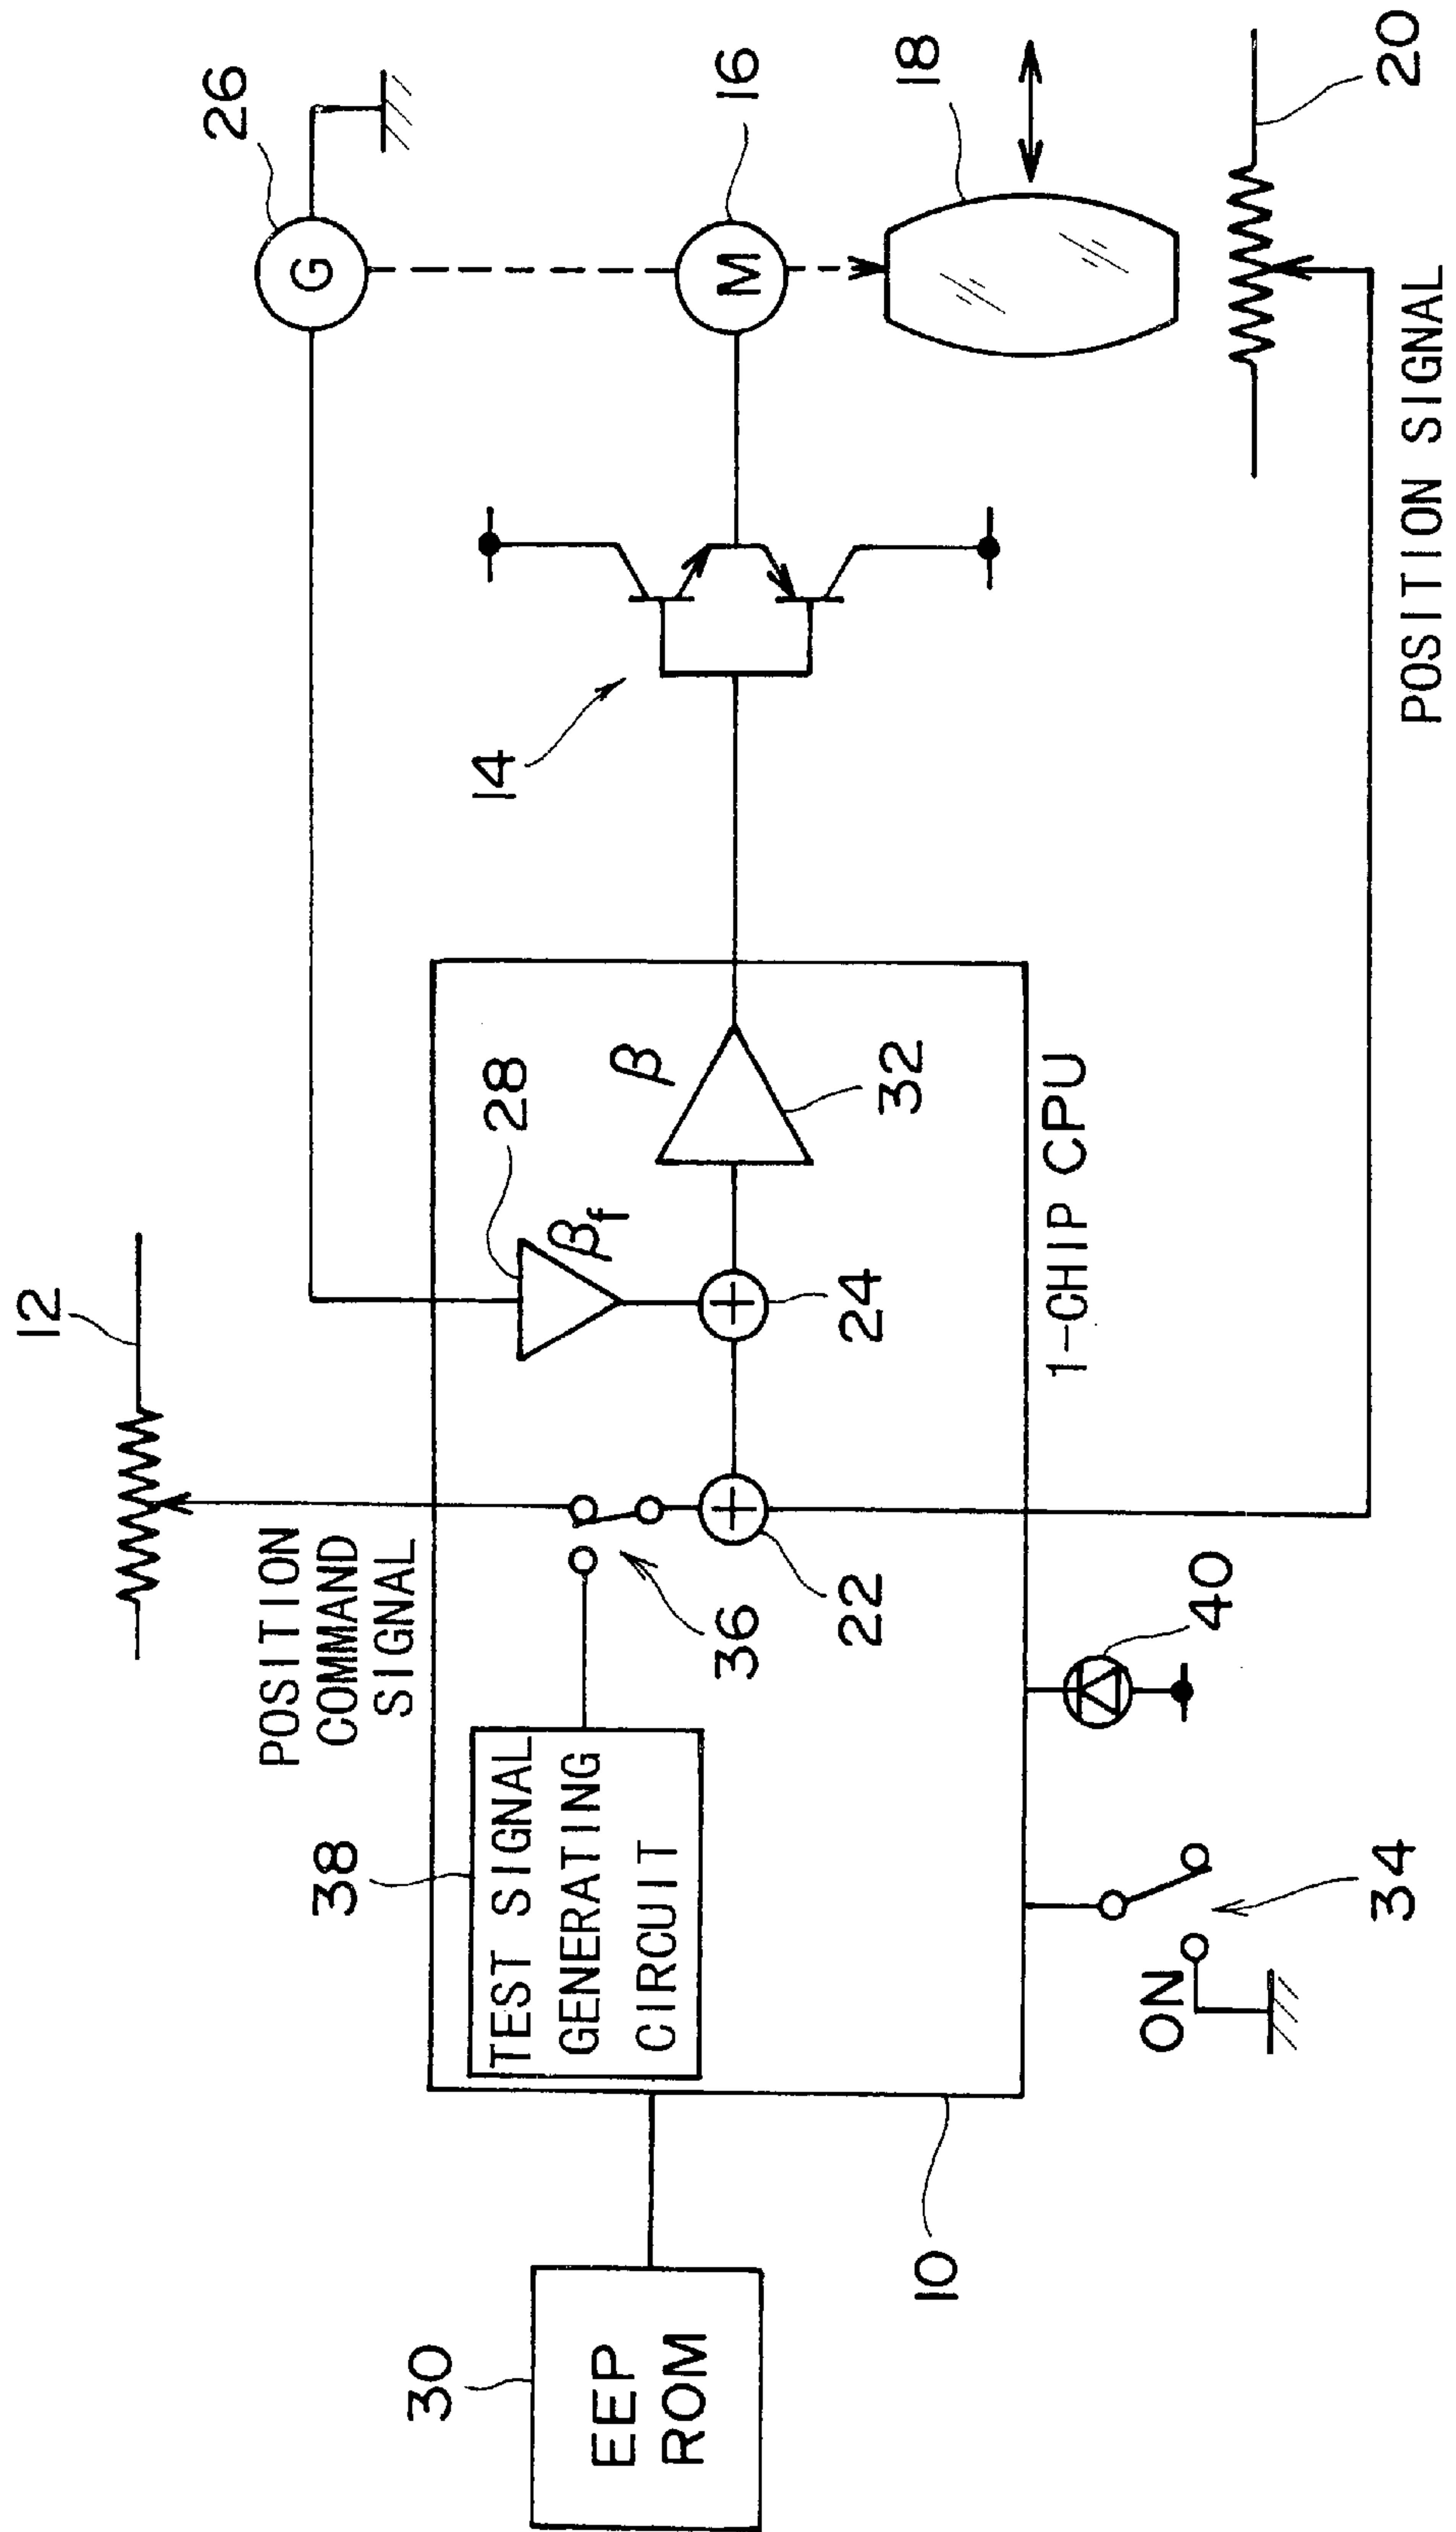 12
26
POSITION
COMMAND
SIGNAL
G
38
TEST SIGNAL
GENERATING
CIRCUIT
28
βf
β
14
16
M
30
EEP
ROM
36
22
24
32
18
10
1-CHIP CPU
40
ON
34
20
POSITION SIGNAL